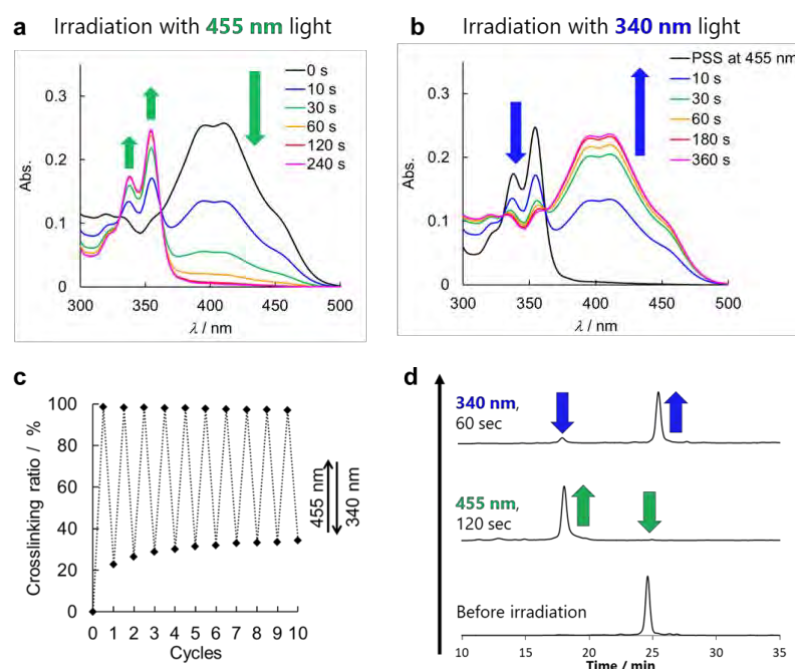 a Irradiation with 455 nm light
0 s
10 s
30 s
60 s
120 s
240 s
0.3
0.2
0.1
0
Abs.
300 350 400 450 500
λ / nm
b Irradiation with 340 nm light
PSS at 455 nm
10 s
30 s
60 s
180 s
360 s
0.3
0.2
0.1
0
Abs.
300 350 400 450 500
λ / nm
c
100
80
60
40
20
0
Crosslinking ratio / %
0 1 2 3 4 5 6 7 8 9 10
Cycles
455 nm
340 nm
d
340 nm,
60 sec
455 nm,
120 sec
Before irradiation
10 15 20 25 30 35
Time / min